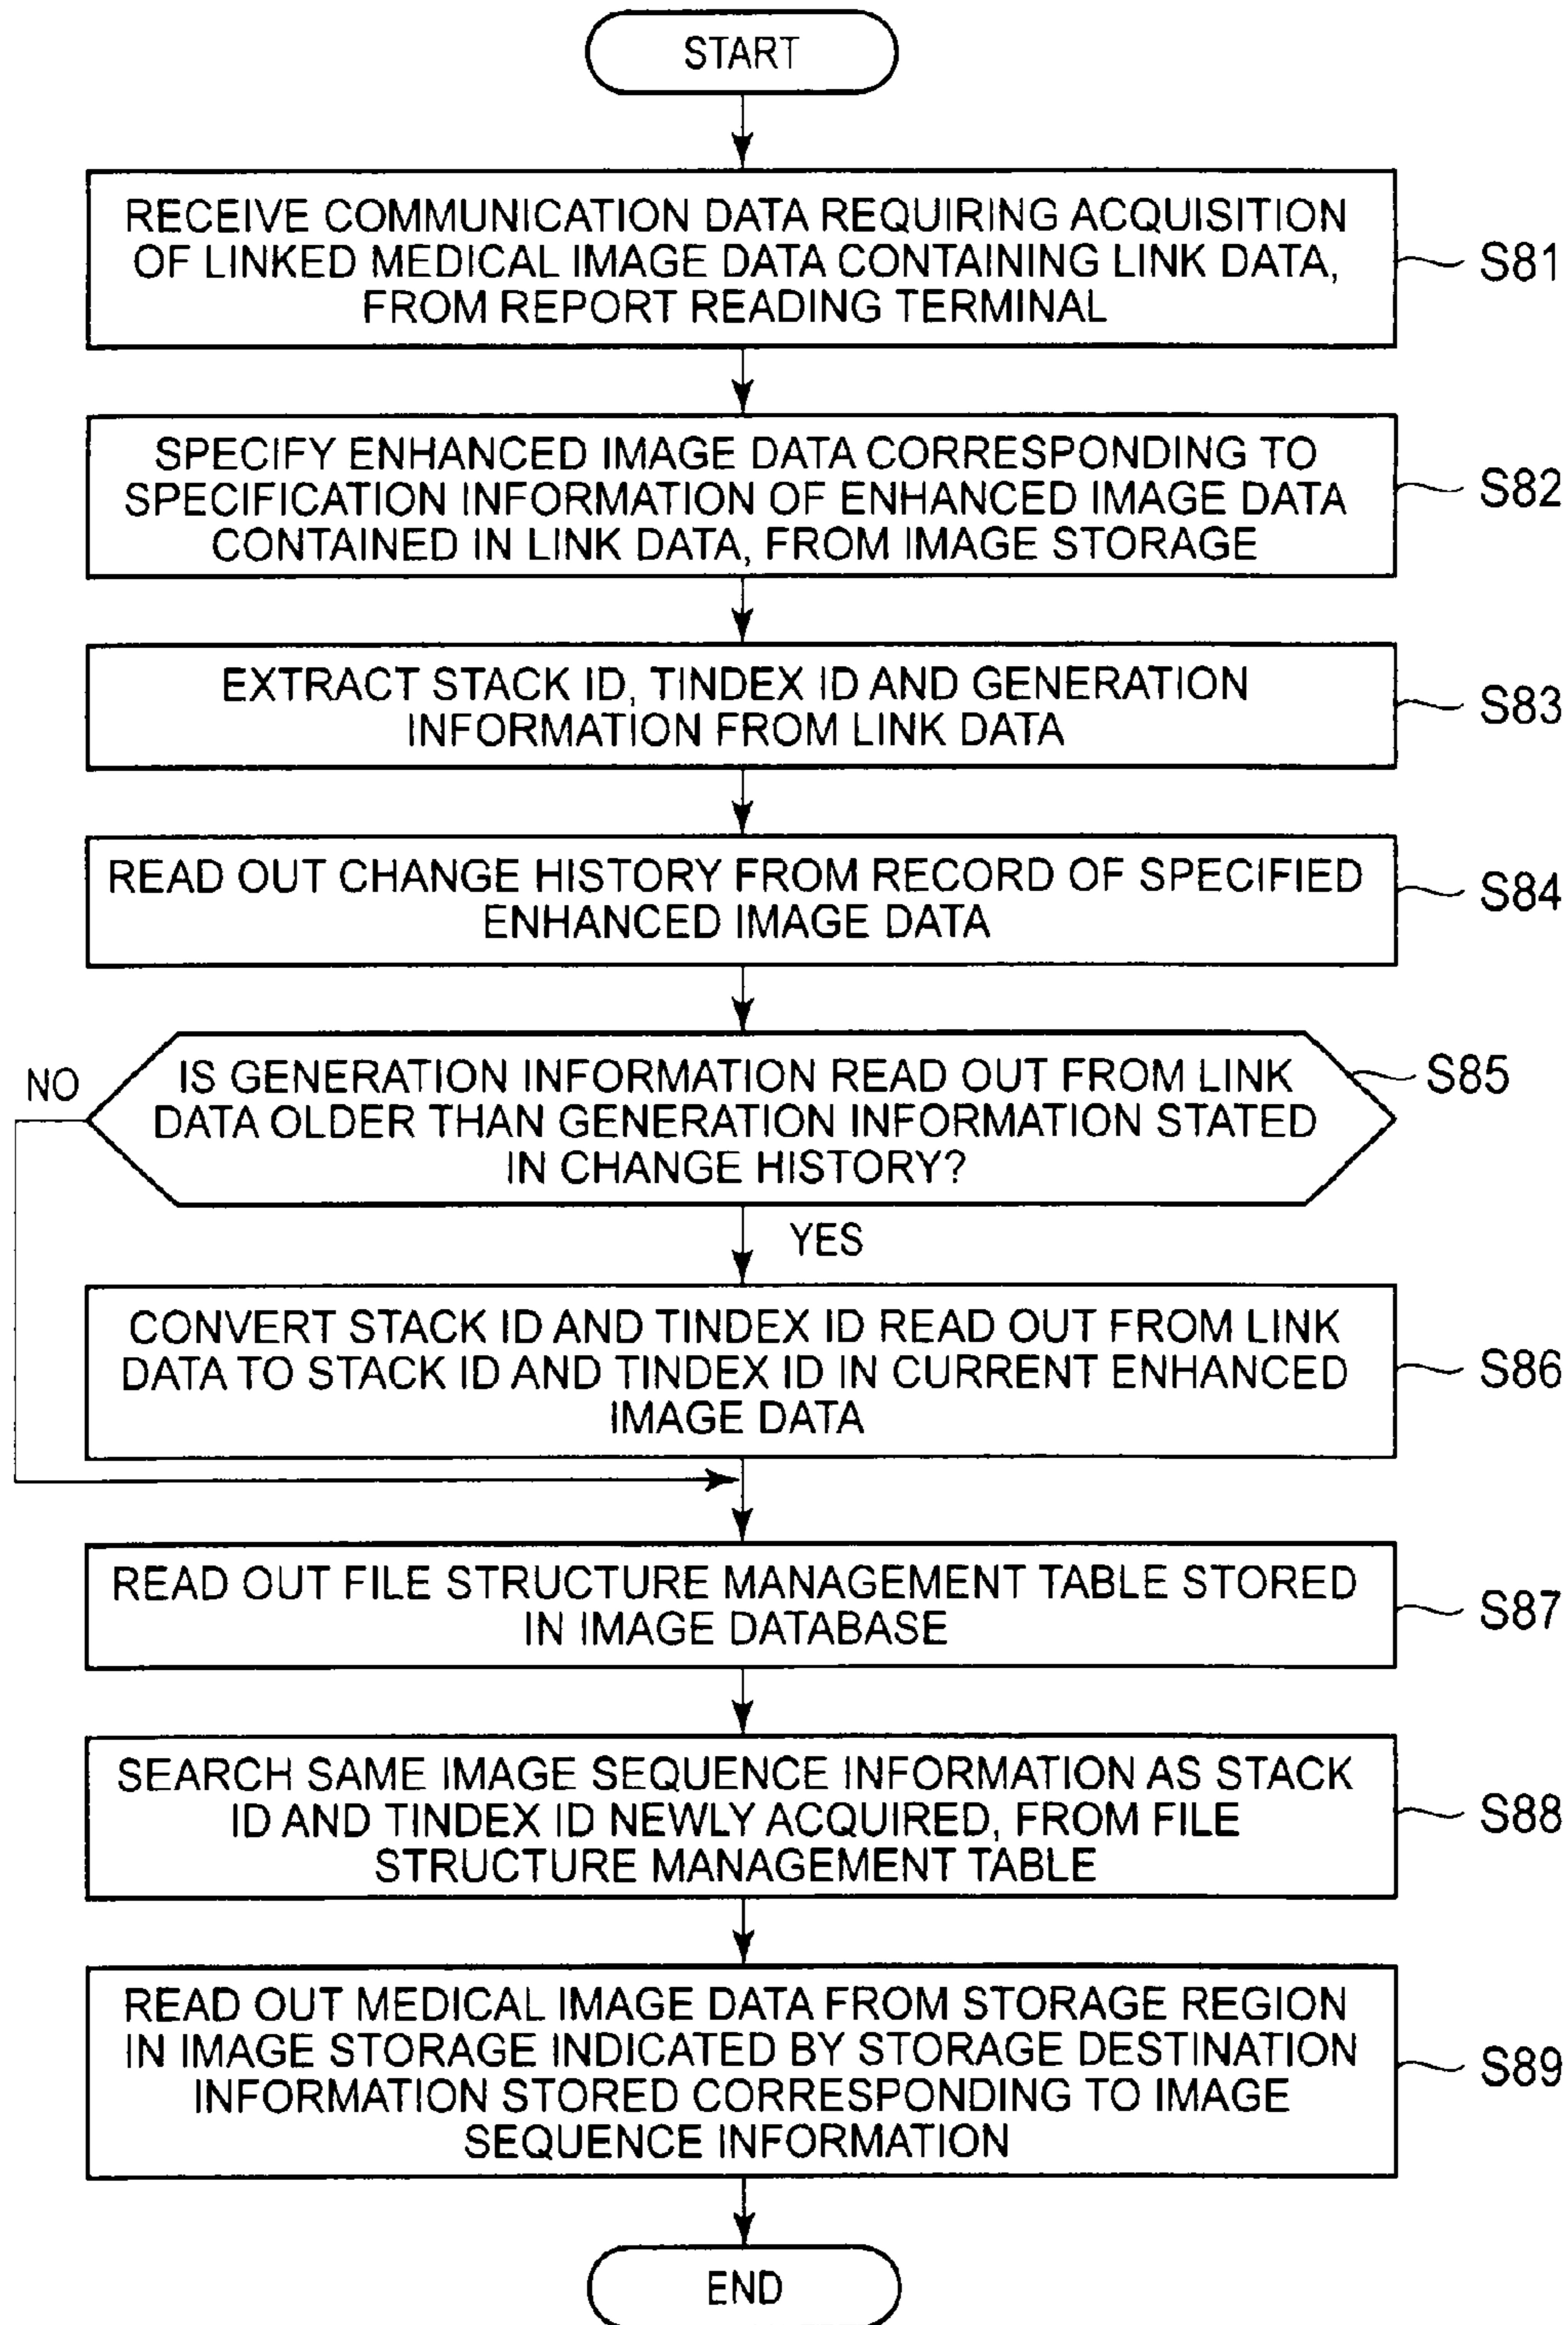 START
RECEIVE COMMUNICATION DATA REQUIRING ACQUISITION
OF LINKED MEDICAL IMAGE DATA CONTAINING LINK DATA,
FROM REPORT READING TERMINAL
S81
SPECIFY ENHANCED IMAGE DATA CORRESPONDING TO
SPECIFICATION INFORMATION OF ENHANCED IMAGE DATA
CONTAINED IN LINK DATA, FROM IMAGE STORAGE
S82
EXTRACT STACK ID, TINDEX ID AND GENERATION
INFORMATION FROM LINK DATA
S83
READ OUT CHANGE HISTORY FROM RECORD OF SPECIFIED
ENHANCED IMAGE DATA
S84
NO
IS GENERATION INFORMATION READ OUT FROM LINK
DATA OLDER THAN GENERATION INFORMATION STATED
IN CHANGE HISTORY?
S85
YES
CONVERT STACK ID AND TINDEX ID READ OUT FROM LINK
DATA TO STACK ID AND TINDEX ID IN CURRENT ENHANCED
IMAGE DATA
S86
READ OUT FILE STRUCTURE MANAGEMENT TABLE STORED
IN IMAGE DATABASE
S87
SEARCH SAME IMAGE SEQUENCE INFORMATION AS STACK
ID AND TINDEX ID NEWLY ACQUIRED, FROM FILE
STRUCTURE MANAGEMENT TABLE
S88
READ OUT MEDICAL IMAGE DATA FROM STORAGE REGION
IN IMAGE STORAGE INDICATED BY STORAGE DESTINATION
INFORMATION STORED CORRESPONDING TO IMAGE
SEQUENCE INFORMATION
S89
END